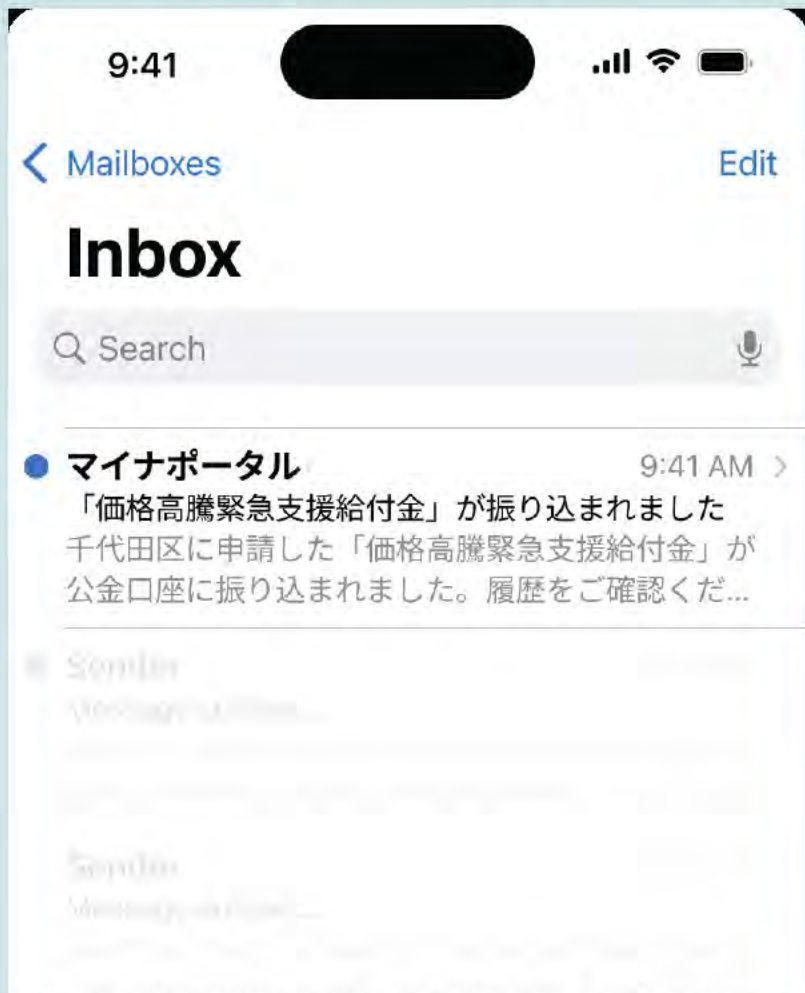 9:41
Mailboxes
Edit
Inbox
Search
マイナポータル
9:41 AM
「価格高騰緊急支援給付金」が振り込まれました
千代田区に申請した「価格高騰緊急支援給付金」が
公金口座に振り込まれました。履歴をご確認くだ...
Sender
Sender